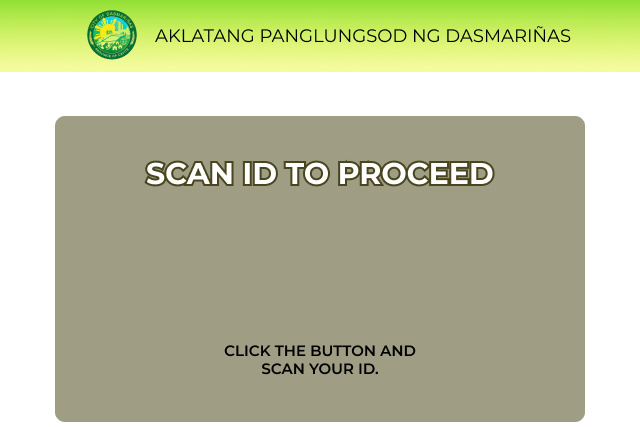 AKLATANG PANGLUNGSOD NG DASMARIÑAS
SCAN ID TO PROCEED
CLICK THE BUTTON AND
SCAN YOUR ID.